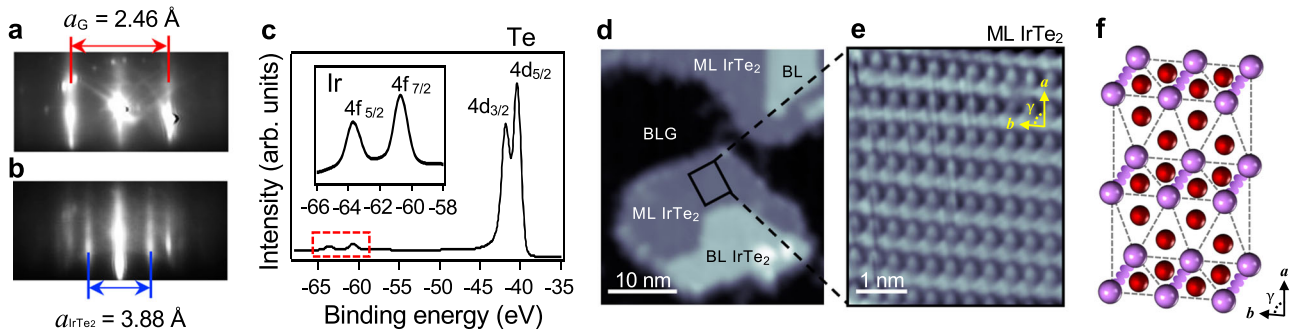 a
aG = 2.46 Å
b
aIrTe2 = 3.88 Å
c
Te
4d5/2
4d3/2
Ir
4f 5/2
4f 7/2
-66 -64 -62 -60 -58
Intensity (arb. units)
-65 -60 -55 -50 -45 -40 -35
Binding energy (eV)
d
ML IrTe2
BL
BLG
ML IrTe2
BL IrTe2
10 nm
e
ML IrTe2
a
γ
b
1 nm
f
a
γ
b